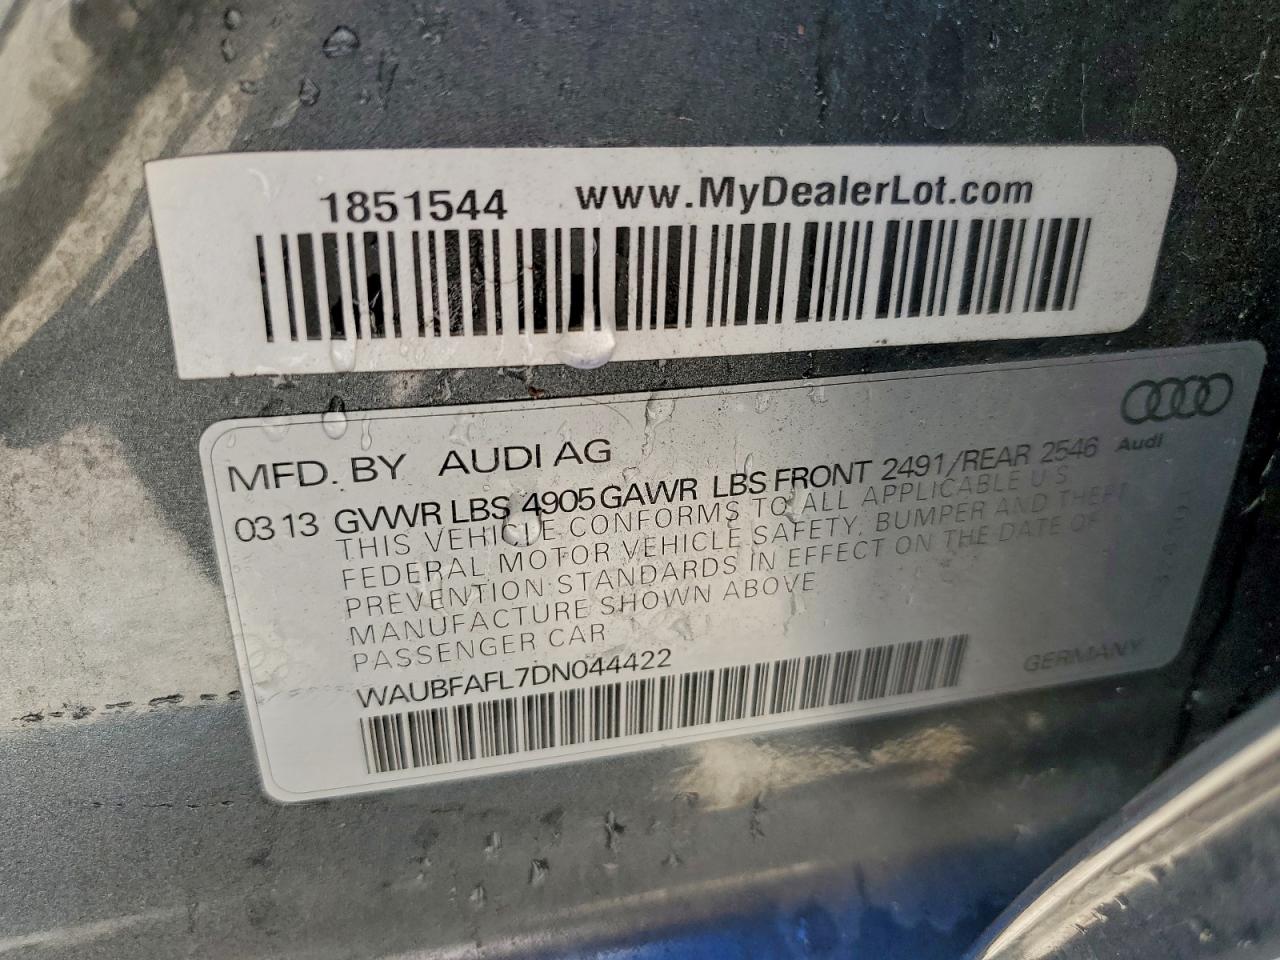 1851544 www.MyDealerLot.com
Audi
MFD. BY AUDI AG
03 13 GVWR LBS 4905 GAWR LBS FRONT 2491/REAR 2546
THIS VEHICLE CONFORMS TO ALL APPLICABLE U S
FEDERAL MOTOR VEHICLE SAFETY, BUMPER AND THEFT
PREVENTION STANDARDS IN EFFECT ON THE DATE OF
MANUFACTURE SHOWN ABOVE
PASSENGER CAR
WAUBFAFL7DN044422
GERMANY